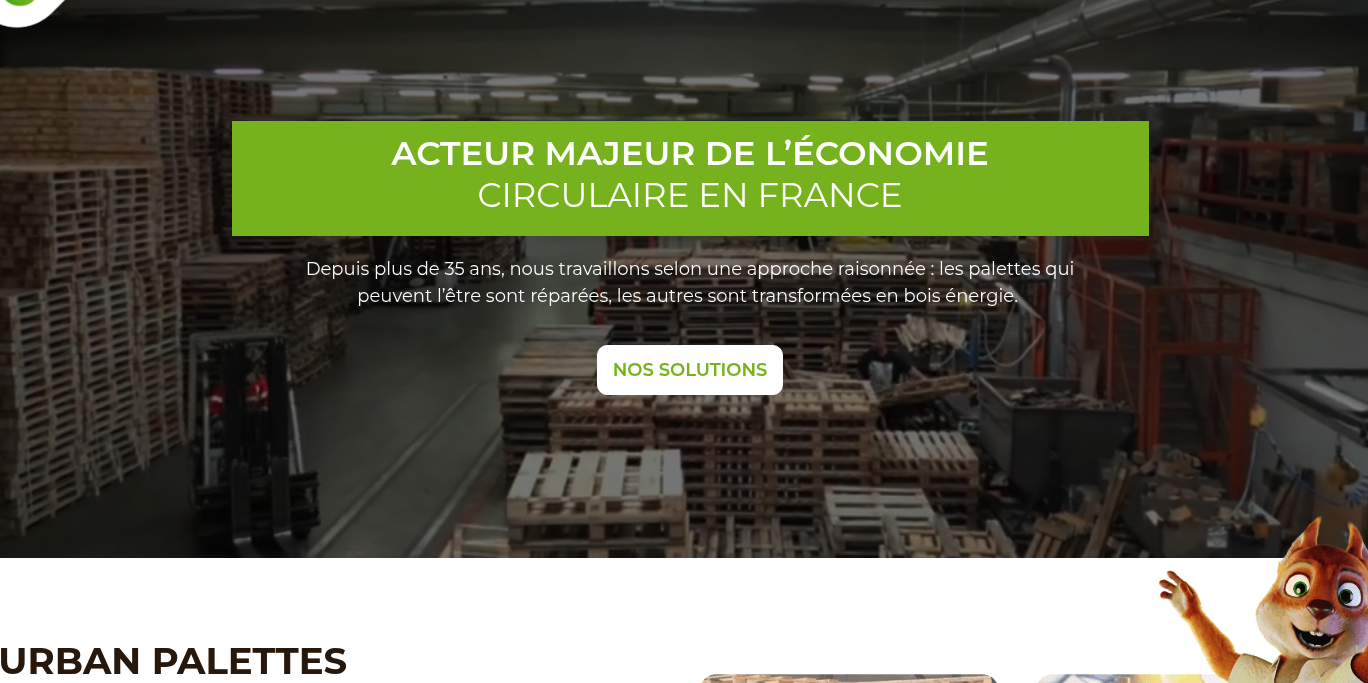 ACTEUR MAJEUR DE L’ÉCONOMIE
CIRCULAIRE EN FRANCE
Depuis plus de 35 ans, nous travaillons selon une approche raisonnée : les palettes qui
peuvent l’être sont réparées, les autres sont transformées en bois énergie.
NOS SOLUTIONS
URBAN PALETTES